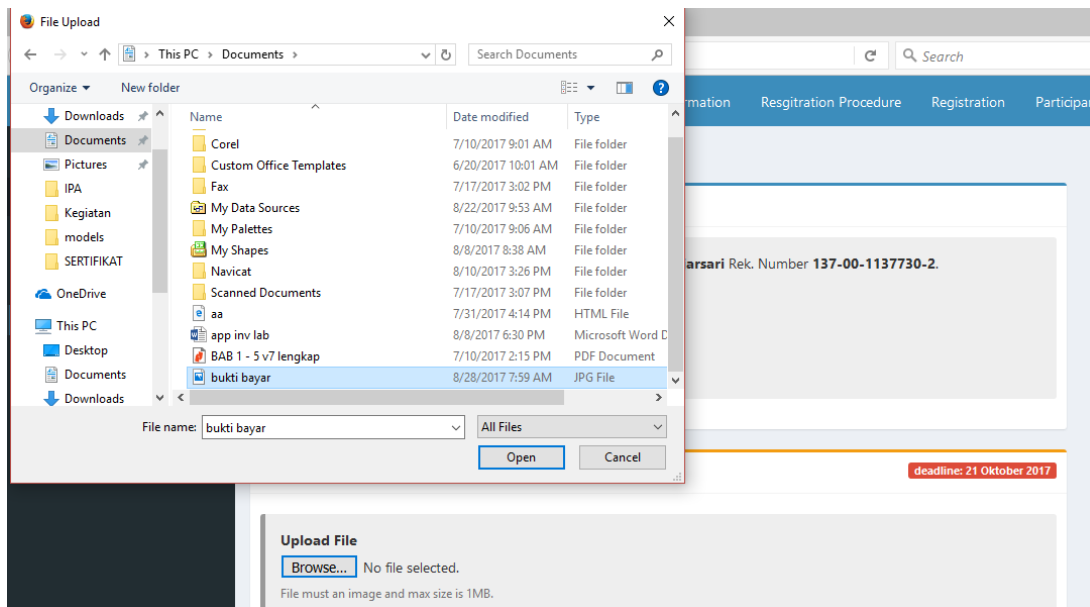 File Upload
This PC > Documents >
Search Documents
Search
Organize
New folder
mation
Resgitration Procedure
Registration
Participa
Name
Date modified
Type
Downloads
Documents
Pictures
IPA
Kegiatan
models
SERTIFIKAT
OneDrive
This PC
Desktop
Documents
Downloads
Corel 7/10/2017 9:01 AM File folder
Custom Office Templates 6/20/2017 10:01 AM File folder
Fax 7/17/2017 3:02 PM File folder
My Data Sources 8/22/2017 9:53 AM File folder
My Palettes 7/10/2017 9:06 AM File folder
My Shapes 8/8/2017 8:38 AM File folder
Navicat 8/10/2017 3:26 PM File folder
Scanned Documents 7/17/2017 3:07 PM File folder
aa 7/31/2017 4:14 PM HTML File
app inv lab 8/8/2017 6:30 PM Microsoft Word D
BAB 1 - 5 v7 lengkap 7/10/2017 2:15 PM PDF Document
bukti bayar 8/28/2017 7:59 AM JPG File
arsari Rek. Number 137-00-1137730-2.
File name: bukti bayar
All Files
Open
Cancel
deadline: 21 Oktober 2017
Upload File
Browse... No file selected.
File must an image and max size is 1MB.